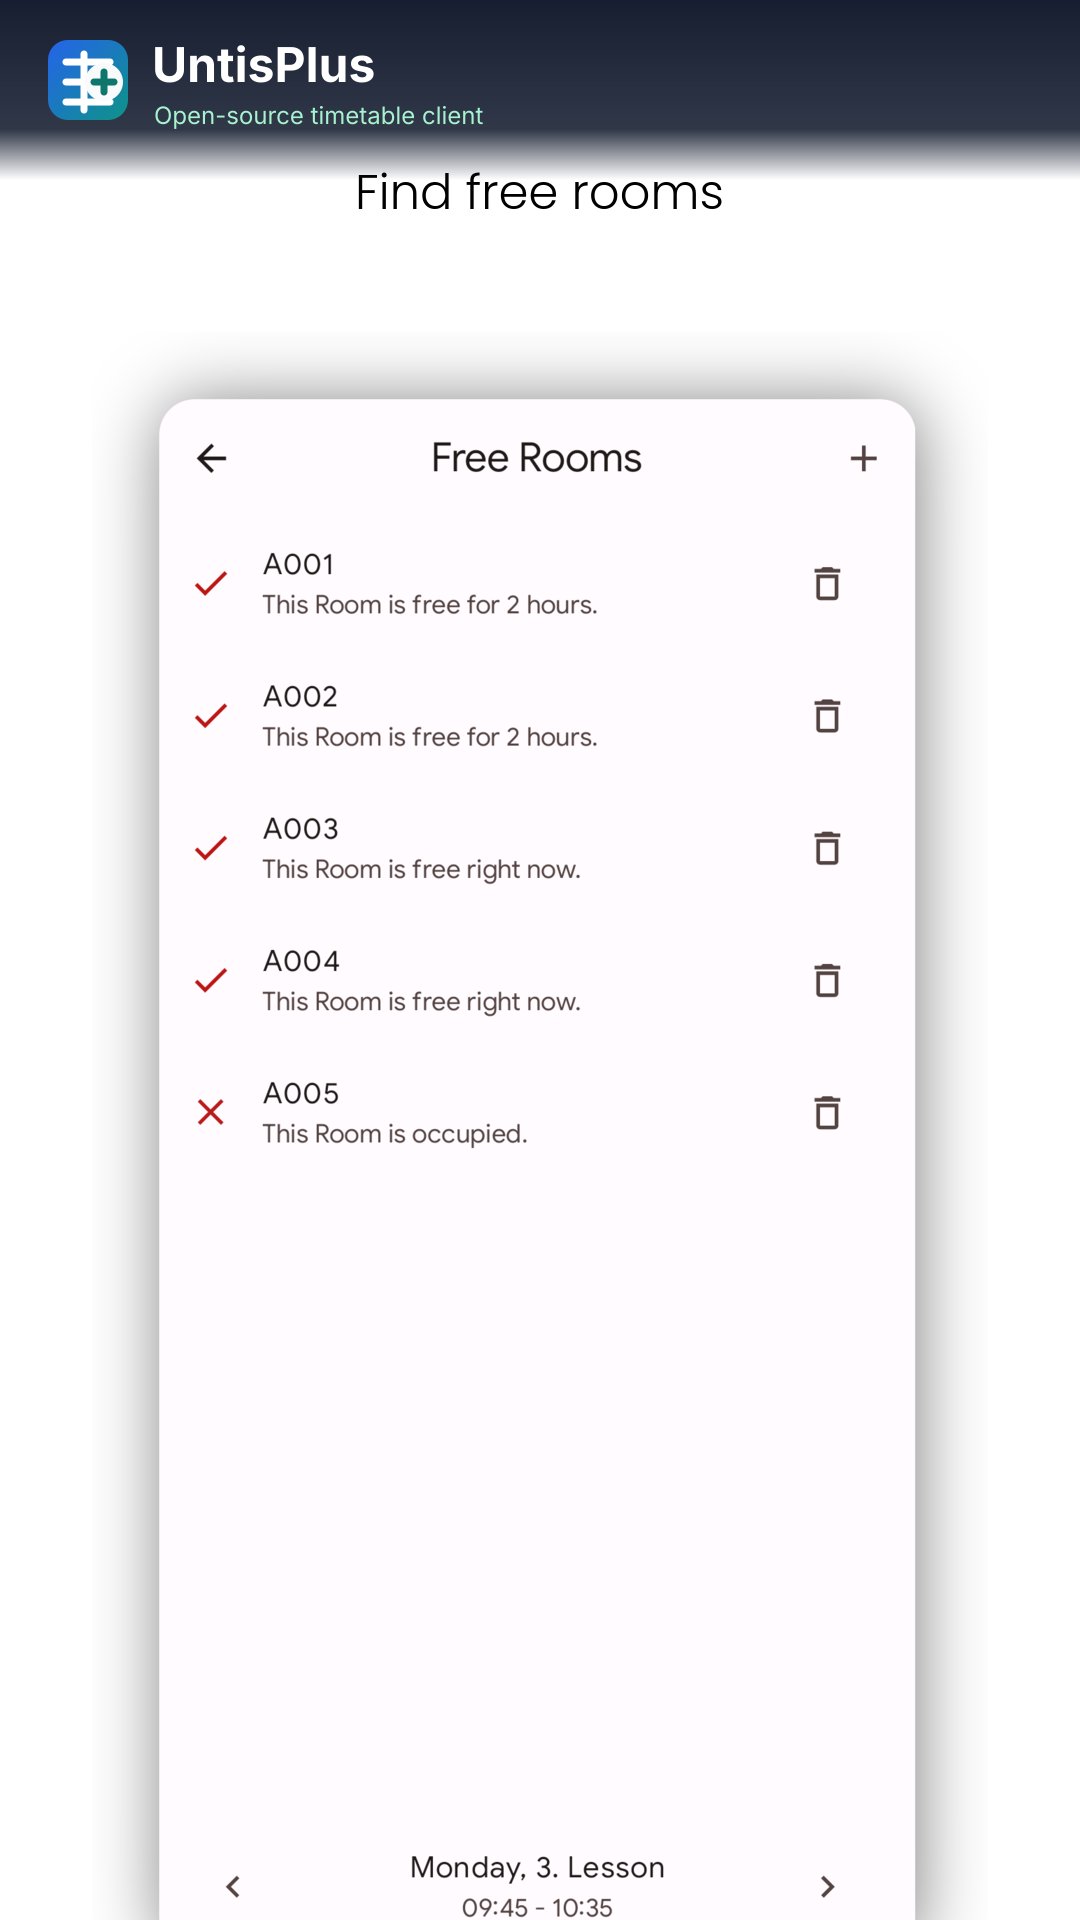 UntisPlus
Open-source timetable client
Find free rooms
Free Rooms
A001
This Room is free for 2 hours.
A002
This Room is free for 2 hours.
A003
This Room is free right now.
A004
This Room is free right now.
A005
This Room is occupied.
Monday, 3. Lesson
09:45 - 10:35